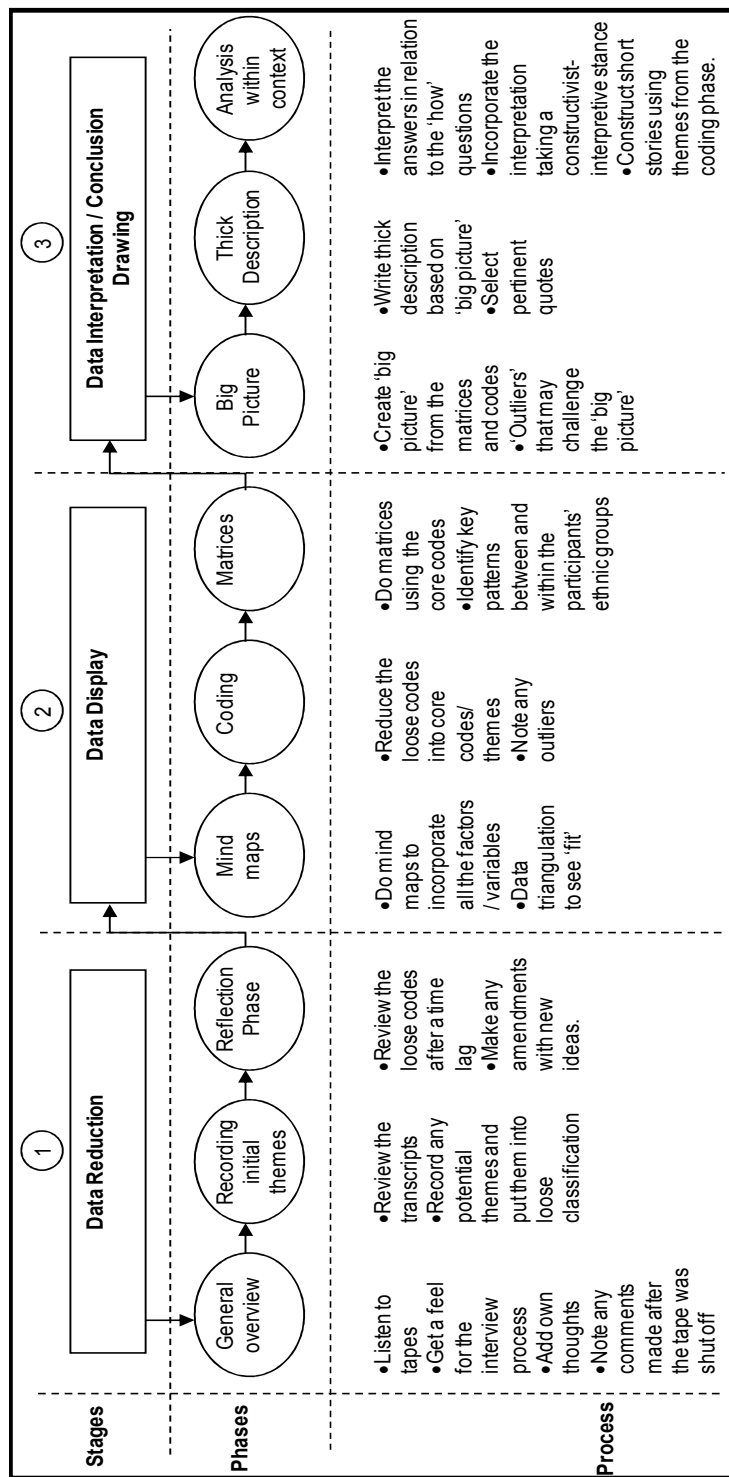 Stages
1
Data Reduction
2
Data Display
3
Data Interpretation / Conclusion
Drawing
Phases
General
overview
Recording
initial
themes
Reflection
Phase
Mind
maps
Coding
Matrices
Big
Picture
Thick
Description
Analysis
within
context
Process
•Listen to
tapes
•Get a feel
for the
interview
process
•Add own
thoughts
•Note any
comments
made after
the tape was
shut off
•Review the
transcripts
•Record any
potential
themes and
put them into
loose
classification
•Review the
loose codes
after a time
lag
•Make any
amendments
with new
ideas.
•Do mind
maps to
incorporate
all the factors
/ variables
•Data
triangulation
to see ‘fit’
•Reduce the
loose codes
into core
codes/
themes
•Note any
outliers
•Do matrices
using the
core codes
•Identify key
patterns
between and
within the
participants’
ethnic groups
•Create ‘big
picture’
from the
matrices
and codes
•‘Outliers’
that may
challenge
the ‘big
picture’
•Write thick
description
based on
‘big picture’
•Select
pertinent
quotes
•Interpret the
answers in relation
to the ‘how’
questions
•Incorporate the
interpretation
taking a
constructivist-
interpretive stance
•Construct short
stories using
themes from the
coding phase.